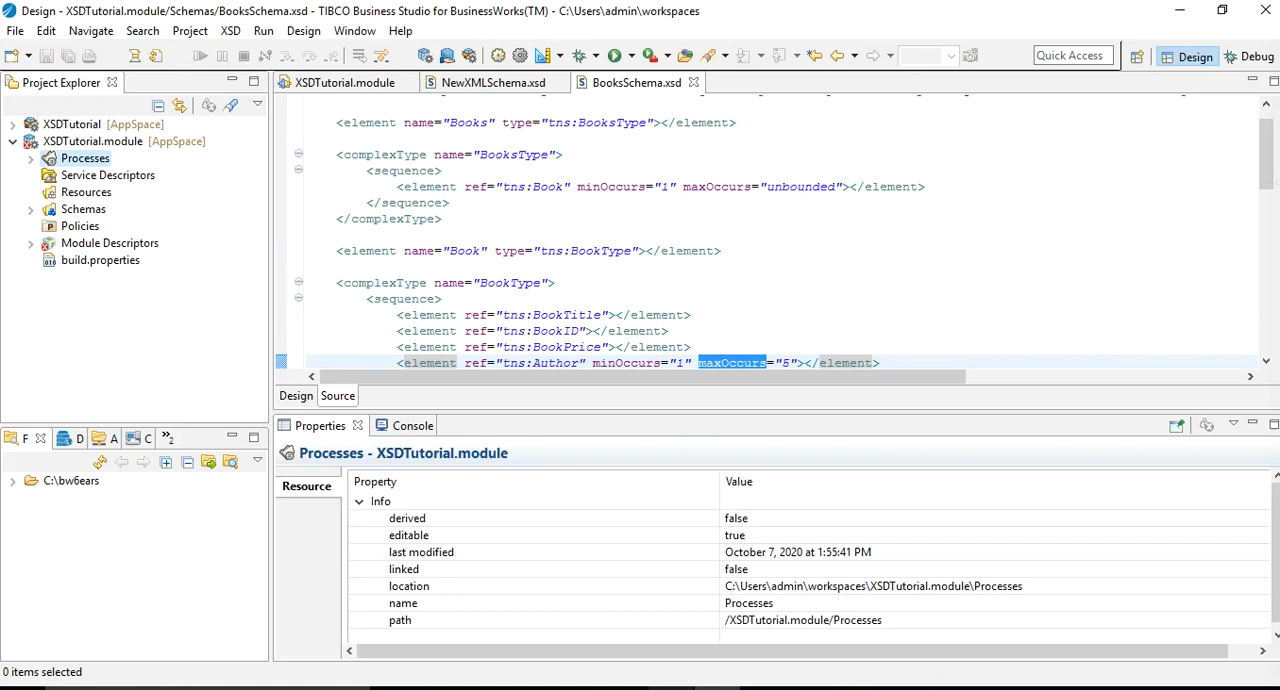 Design - XSDTutorial.module/Schemas/BooksSchema.xsd - TIBCO Business Studio for BusinessWorks(TM) - C:\Users\admin\workspaces
File Edit Navigate Search Project XSD Run Design Window Help
Quick Access
Design
Debug
Project Explorer
XSDTutorial [AppSpace]
XSDTutorial.module [AppSpace]
Processes
Service Descriptors
Resources
Schemas
Policies
Module Descriptors
build.properties
XSDTutorial.module
NewXMLSchema.xsd
BooksSchema.xsd
<element name="Books" type="tns:BooksType"></element>
<complexType name="BooksType">
<sequence>
<element ref="tns:Book" minOccurs="1" maxOccurs="unbounded"></element>
</sequence>
</complexType>
<element name="Book" type="tns:BookType"></element>
<complexType name="BookType">
<sequence>
<element ref="tns:BookTitle"></element>
<element ref="tns:BookID"></element>
<element ref="tns:BookPrice"></element>
<element ref="tns:Author" minOccurs="1" maxOccurs="5"></element>
Design Source
F D A C »2
C:\bw6ears
Properties
Console
Processes - XSDTutorial.module
Resource
Property Value
Info
derived false
editable true
last modified October 7, 2020 at 1:55:41 PM
linked false
location C:\Users\admin\workspaces\XSDTutorial.module\Processes
name Processes
path /XSDTutorial.module/Processes
0 items selected